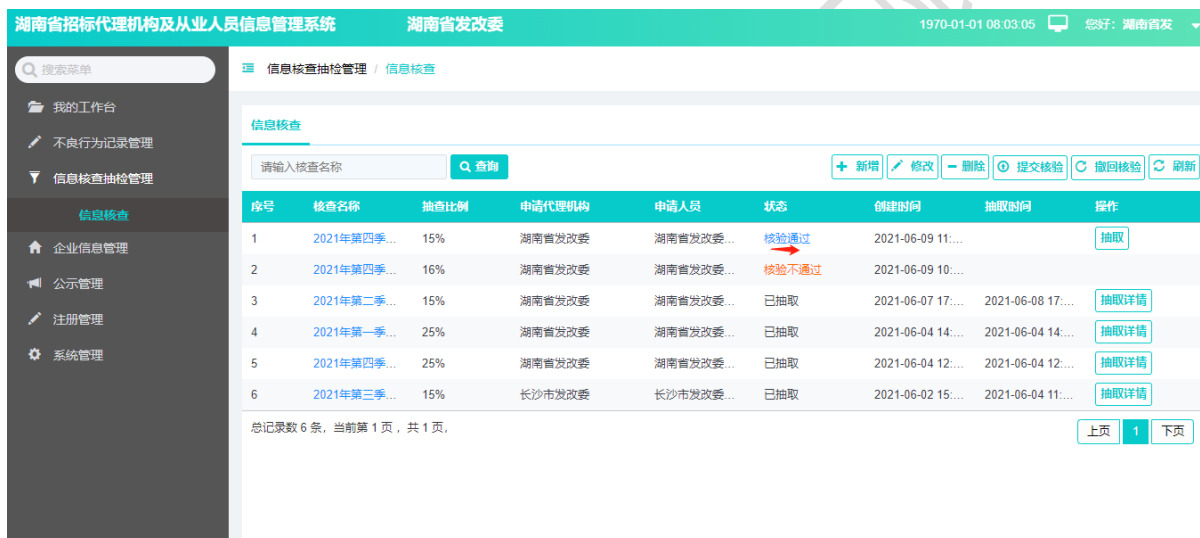 湖南省招标代理机构及从业人员信息管理系统 湖南省发改委 1970-01-01 08:03:05 您好：湖南省发
搜索菜单
信息核查抽检管理 / 信息核查
我的工作台
信息核查
不良行为记录管理
请输入核查名称 查询 新增 修改 删除 提交核验 撤回核验 刷新
信息核查抽检管理
信息核查
企业信息管理
公示管理
注册管理
系统管理
序号 核查名称 抽查比例 申请代理机构 申请人员 状态 创建时间 抽取时间 操作
1 2021年第四季... 15% 湖南省发改委 湖南省发改委... 核验通过 2021-06-09 11:... 抽取
2 2021年第四季... 16% 湖南省发改委 湖南省发改委... 核验不通过 2021-06-09 10:...
3 2021年第二季... 15% 湖南省发改委 湖南省发改委... 已抽取 2021-06-07 17:... 2021-06-08 17:... 抽取详情
4 2021年第一季... 25% 湖南省发改委 湖南省发改委... 已抽取 2021-06-04 14:... 2021-06-04 14:... 抽取详情
5 2021年第四季... 25% 湖南省发改委 湖南省发改委... 已抽取 2021-06-04 12:... 2021-06-04 12:... 抽取详情
6 2021年第三季... 15% 长沙市发改委 长沙市发改委... 已抽取 2021-06-02 15:... 2021-06-04 11:... 抽取详情
总记录数 6 条, 当前第 1 页 , 共 1 页, 上页 1 下页